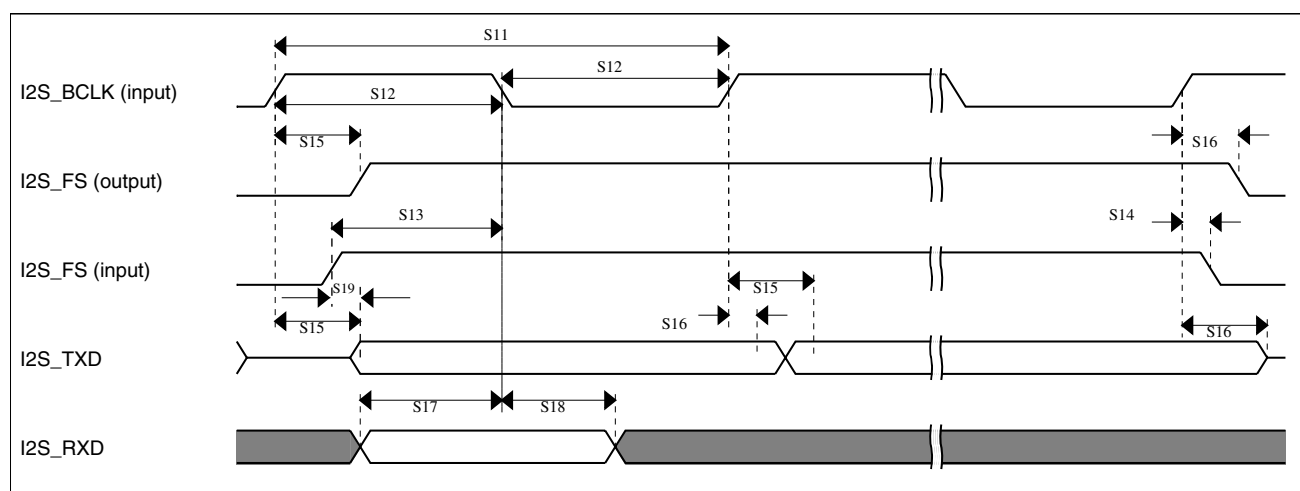 S11
I2S_BCLK (input)
S12
S12
S15
S16
I2S_FS (output)
S13
S14
I2S_FS (input)
S19
S15
S15
S16
S16
I2S_TXD
S17
S18
I2S_RXD